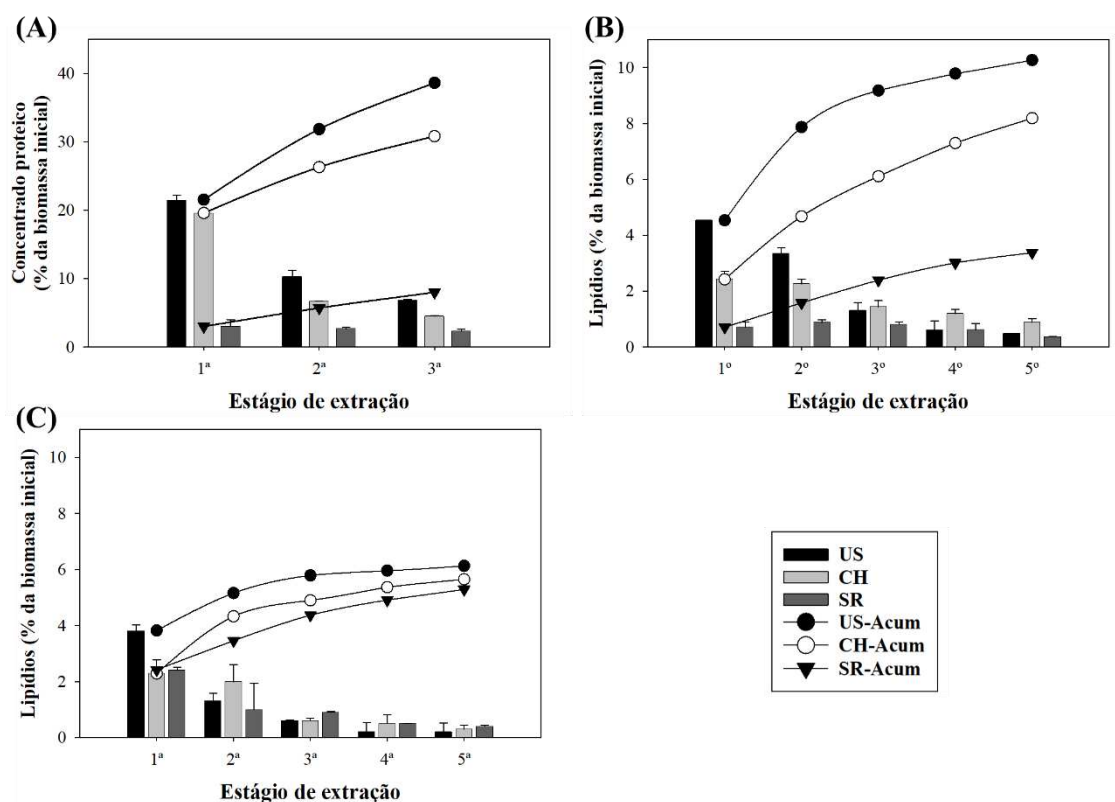 (A)
Concentrado proteico
(% da biomassa inicial)
40
30
20
10
0
1ª
2ª
3ª
Estágio de extração
(B)
Lipídios (% da biomassa inicial)
10
8
6
4
2
0
1º
2º
3º
4º
5º
Estágio de extração
(C)
Lipídios (% da biomassa inicial)
10
8
6
4
2
0
1ª
2ª
3ª
4ª
5ª
Estágio de extração
US
CH
SR
US-Acum
CH-Acum
SR-Acum